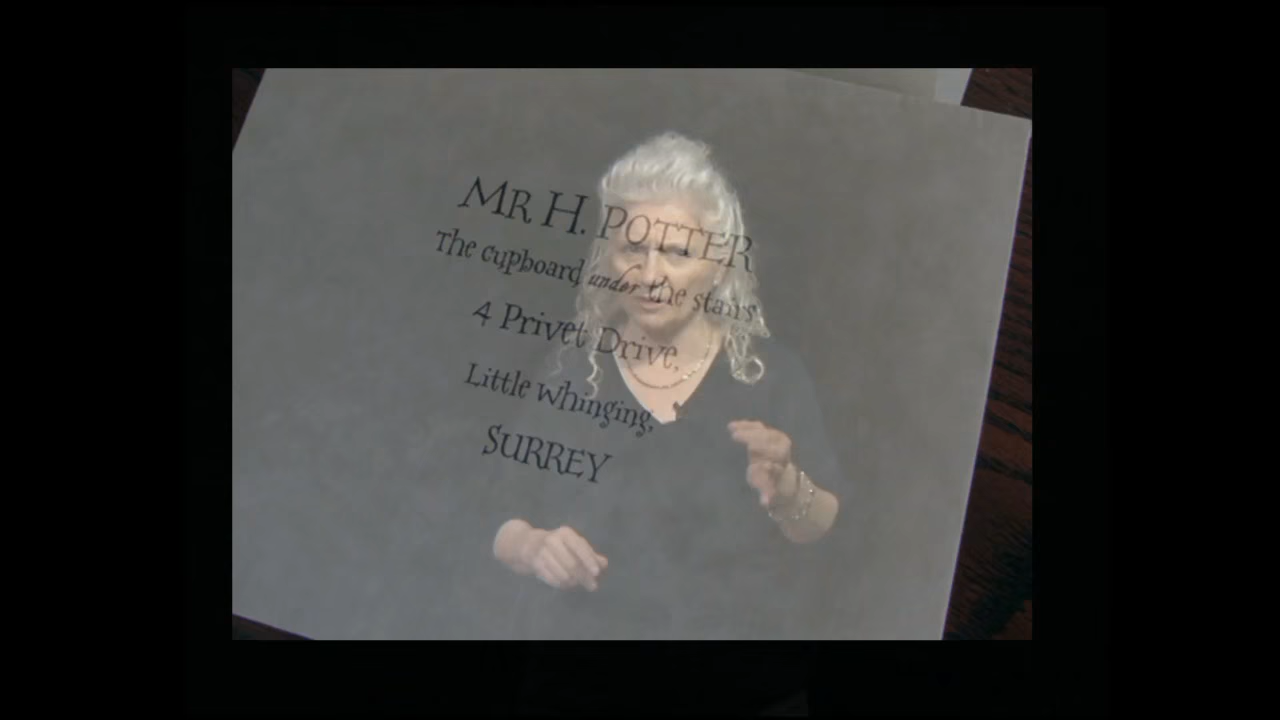 MR H. POTTER
The cupboard under the stairs
4 Privet Drive,
Little whinging,
SURREY